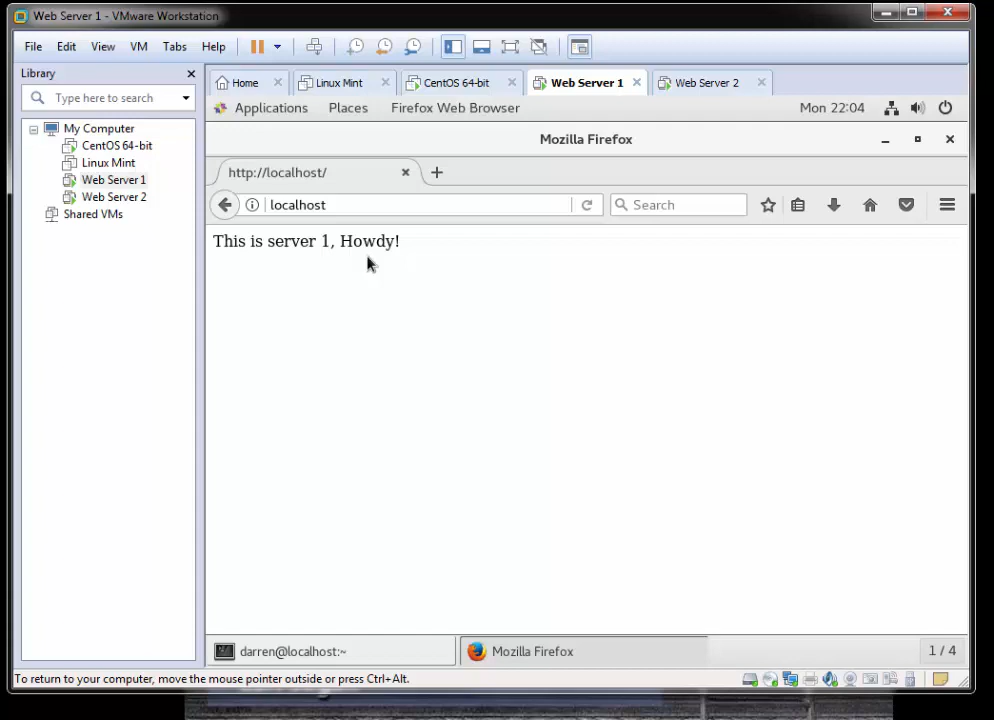 Web Server 1 - VMware Workstation
File Edit View VM Tabs Help
Library
Type here to search
My Computer
CentOS 64-bit
Linux Mint
Web Server 1
Web Server 2
Shared VMs
Home Linux Mint CentOS 64-bit Web Server 1 Web Server 2
Applications Places Firefox Web Browser Mon 22:04
Mozilla Firefox
http://localhost/
localhost Search
This is server 1, Howdy!
darren@localhost:~ Mozilla Firefox 1 / 4
To return to your computer, move the mouse pointer outside or press Ctrl+Alt.